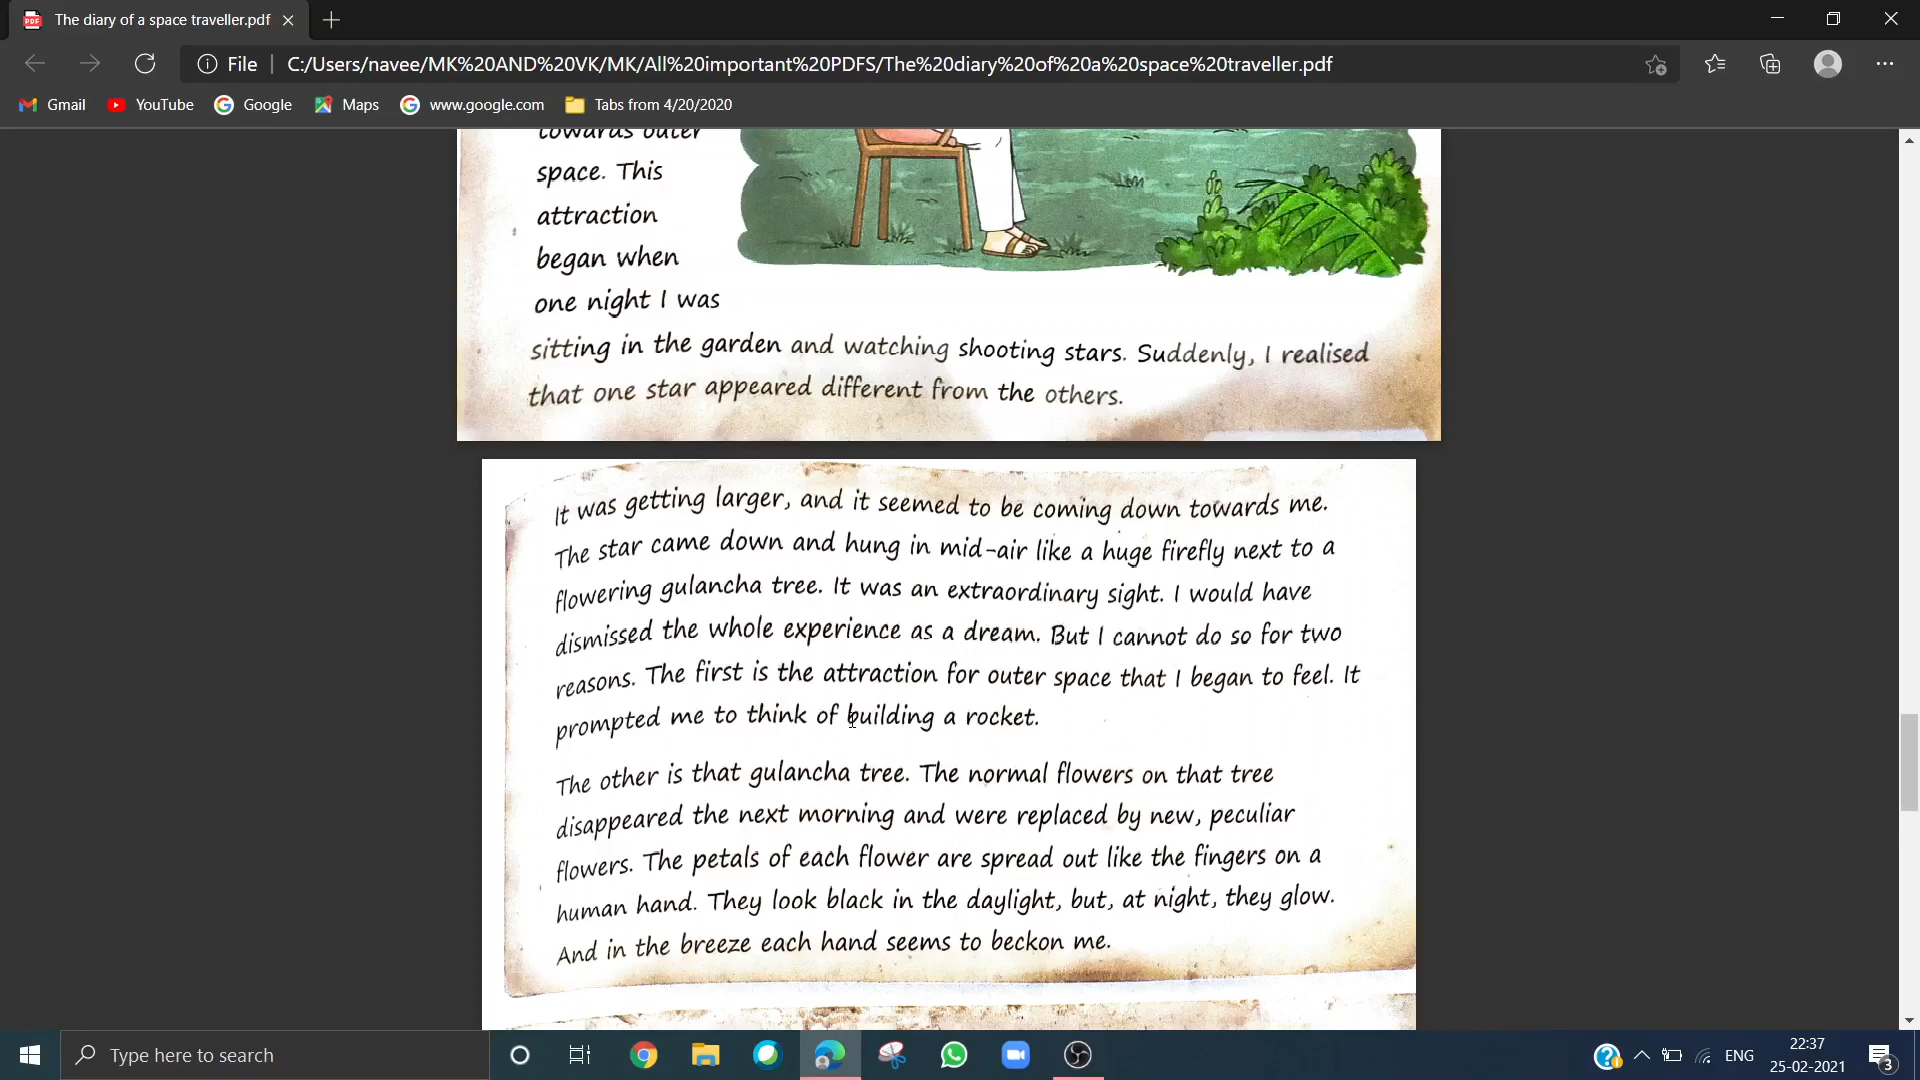 The diary of a space traveller.pdf
File
C:/Users/navee/MK%20AND%20VK/MK/All%20important%20PDFS/The%20diary%20of%20a%20space%20traveller.pdf
Gmail YouTube Google Maps www.google.com Tabs from 4/20/2020
towards outer
space. This
attraction
began when
one night I was
sitting in the garden and watching shooting stars. Suddenly, I realised
that one star appeared different from the others.
It was getting larger, and it seemed to be coming down towards me.
The star came down and hung in mid-air like a huge firefly next to a
flowering gulancha tree. It was an extraordinary sight. I would have
dismissed the whole experience as a dream. But I cannot do so for two
reasons. The first is the attraction for outer space that I began to feel. It
prompted me to think of building a rocket.
The other is that gulancha tree. The normal flowers on that tree
disappeared the next morning and were replaced by new, peculiar
flowers. The petals of each flower are spread out like the fingers on a
human hand. They look black in the daylight, but, at night, they glow.
And in the breeze each hand seems to beckon me.
Type here to search
ENG
22:37
25-02-2021
3